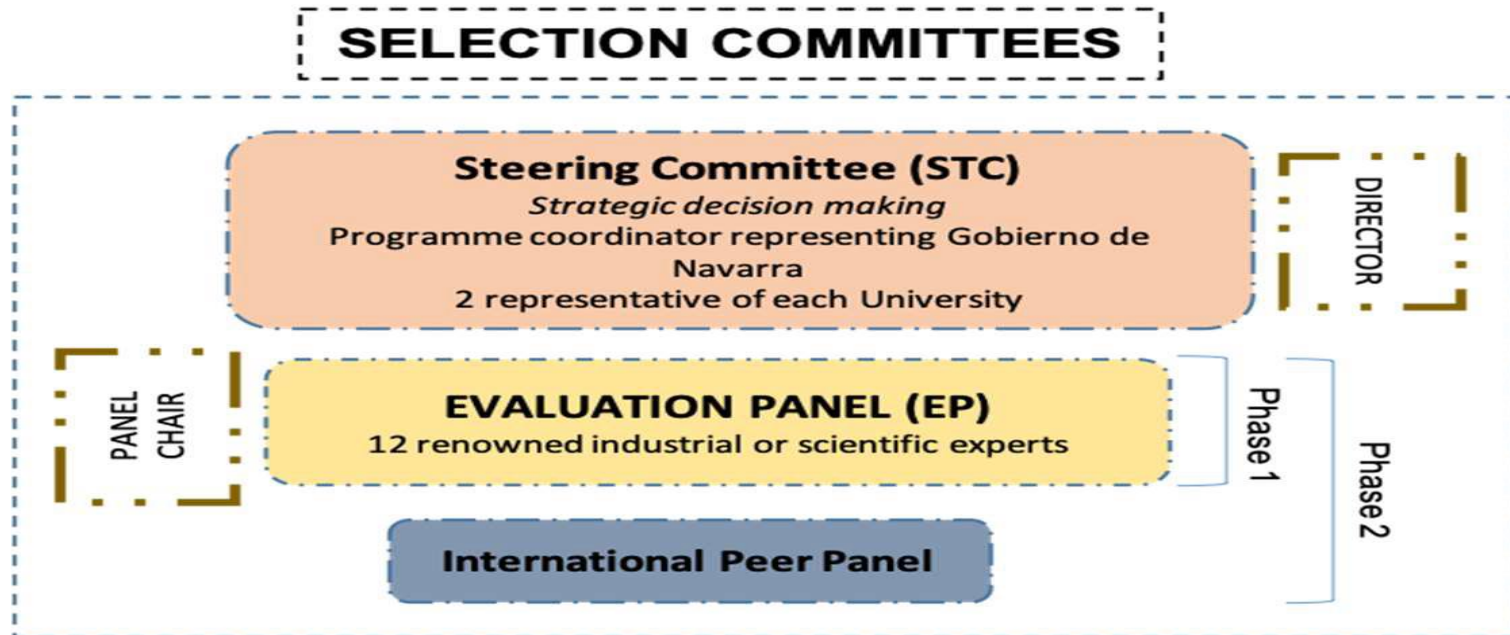 SELECTION COMMITTEES
Steering Committee (STC)
Strategic decision making
Programme coordinator representing Gobierno de
Navarra
2 representative of each University
DIRECTOR
PANEL
CHAIR
EVALUATION PANEL (EP)
12 renowned industrial or scientific experts
Phase 1
Phase 2
International Peer Panel